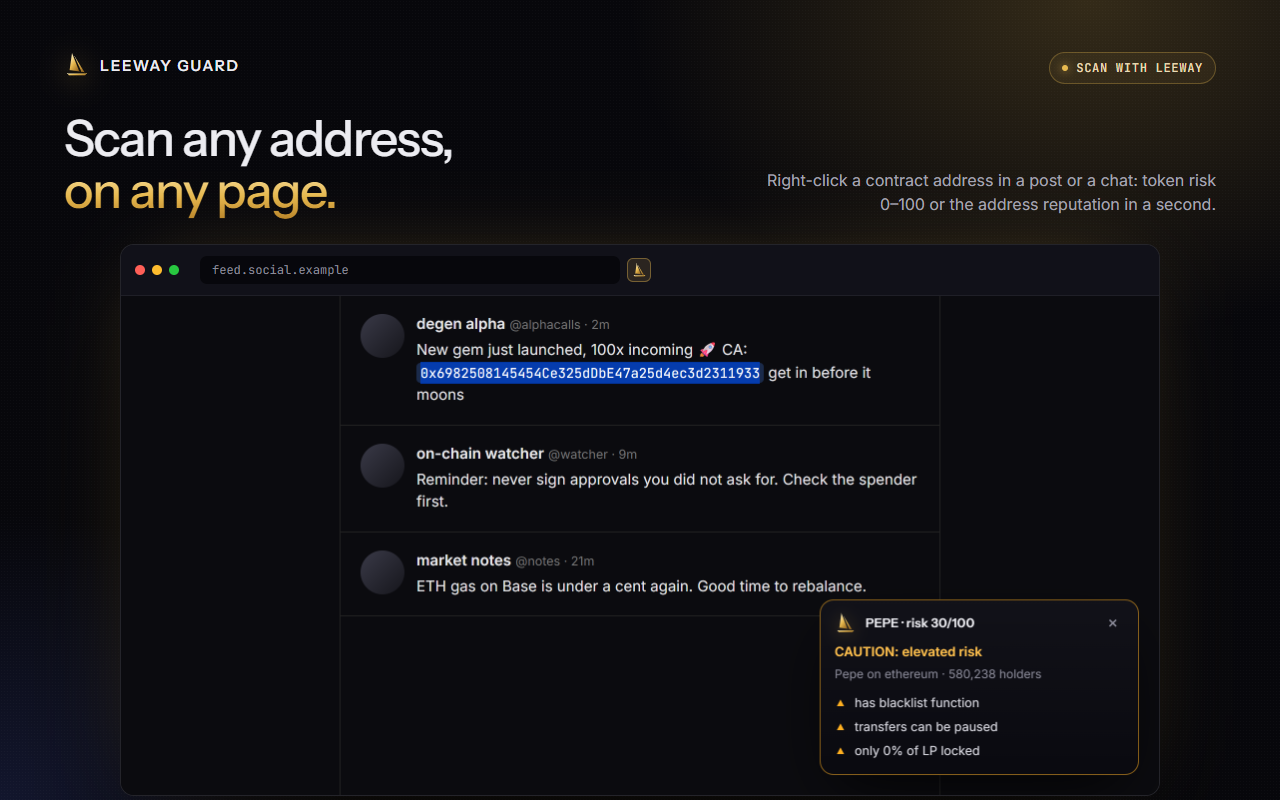 LEEWAY GUARD
SCAN WITH LEEWAY
Scan any address,
on any page.
Right-click a contract address in a post or a chat: token risk
0–100 or the address reputation in a second.
feed.social.example
degen alpha @alphacalls · 2m
New gem just launched, 100x incoming 🚀 CA:
0x6982508145454Ce325dDbE47a25d4ec3d2311933 get in before it
moons
on-chain watcher @watcher · 9m
Reminder: never sign approvals you did not ask for. Check the spender
first.
market notes @notes · 21m
ETH gas on Base is under a cent again. Good time to rebalance.
PEPE · risk 30/100 ×
CAUTION: elevated risk
Pepe on ethereum · 580,238 holders
▲ has blacklist function
▲ transfers can be paused
▲ only 0% of LP locked